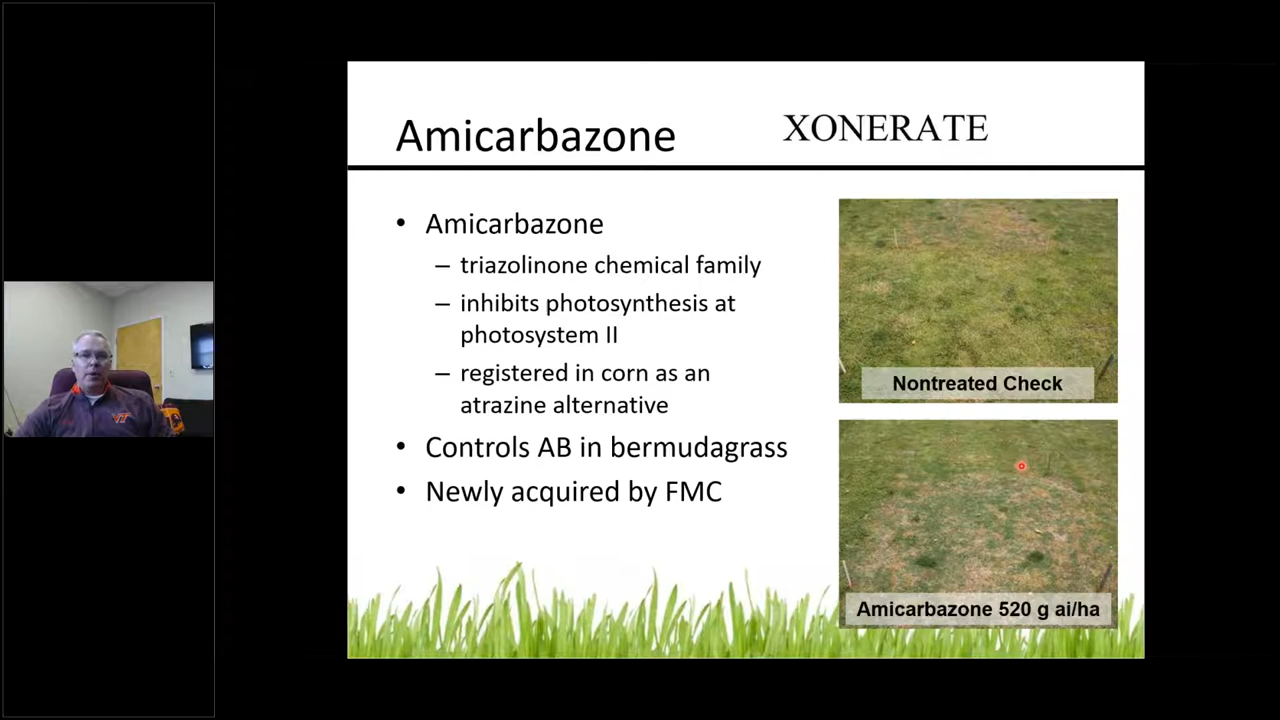 Amicarbazone
XONERATE
• Amicarbazone
– triazolinone chemical family
– inhibits photosynthesis at
photosystem II
– registered in corn as an
atrazine alternative
• Controls AB in bermudagrass
• Newly acquired by FMC
Nontreated Check
Amicarbazone 520 g ai/ha
VT